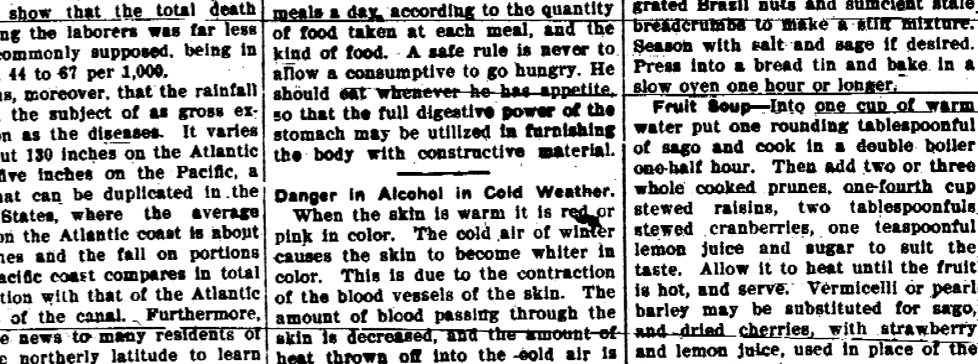 show that the total death
ing the laborers was far less
commonly supposed, being in
44 to 67 per 1,000.
moreover, that the rainfall
the subject of as gross ex-
on as the diseases. It varies
ut 130 inches on the Atlantic
five inches on the Pacific, a
hat can be duplicated in the
States, where the average
on the Atlantic coast is about
hes and the fall on portions
acific coast compares in total
tion with that of the Atlantic
of the canal. Furthermore,
e news to many residents of
northerly latitude to learn
meals a day, according to the quantity
of food taken at each meal, and the
kind of food. A safe rule is never to
allow a consumptive to go hungry. He
should eat whenever he has appetite,
so that the full digestive power of the
stomach may be utilized in furnishing
the body with constructive material.
Danger in Alcohol in Cold Weather.
When the skin is warm it is red or
pink in color. The cold air of winter
causes the skin to become whiter in
color. This is due to the contraction
of the blood vessels of the skin. The
amount of blood passing through the
skin is decreased, and the amount of
heat thrown off into the cold air is
grated Brazil nuts and sufficient stale
breadcrumbs to make a stiff mixture.
Season with salt and sage if desired.
Press into a bread tin and bake in a
slow oven one hour or longer.
Fruit Soup—Into one cup of warm
water put one rounding tablespoonful
of sago and cook in a double boiler
one-half hour. Then add two or three
whole cooked prunes, one-fourth cup
stewed raisins, two tablespoonfuls
stewed cranberries, one teaspoonful
lemon juice and sugar to suit the
taste. Allow it to heat until the fruit
is hot, and serve. Vermicelli or pearl
barley may be substituted for sago,
and dried cherries, with strawberry
and lemon juice, used in place of the